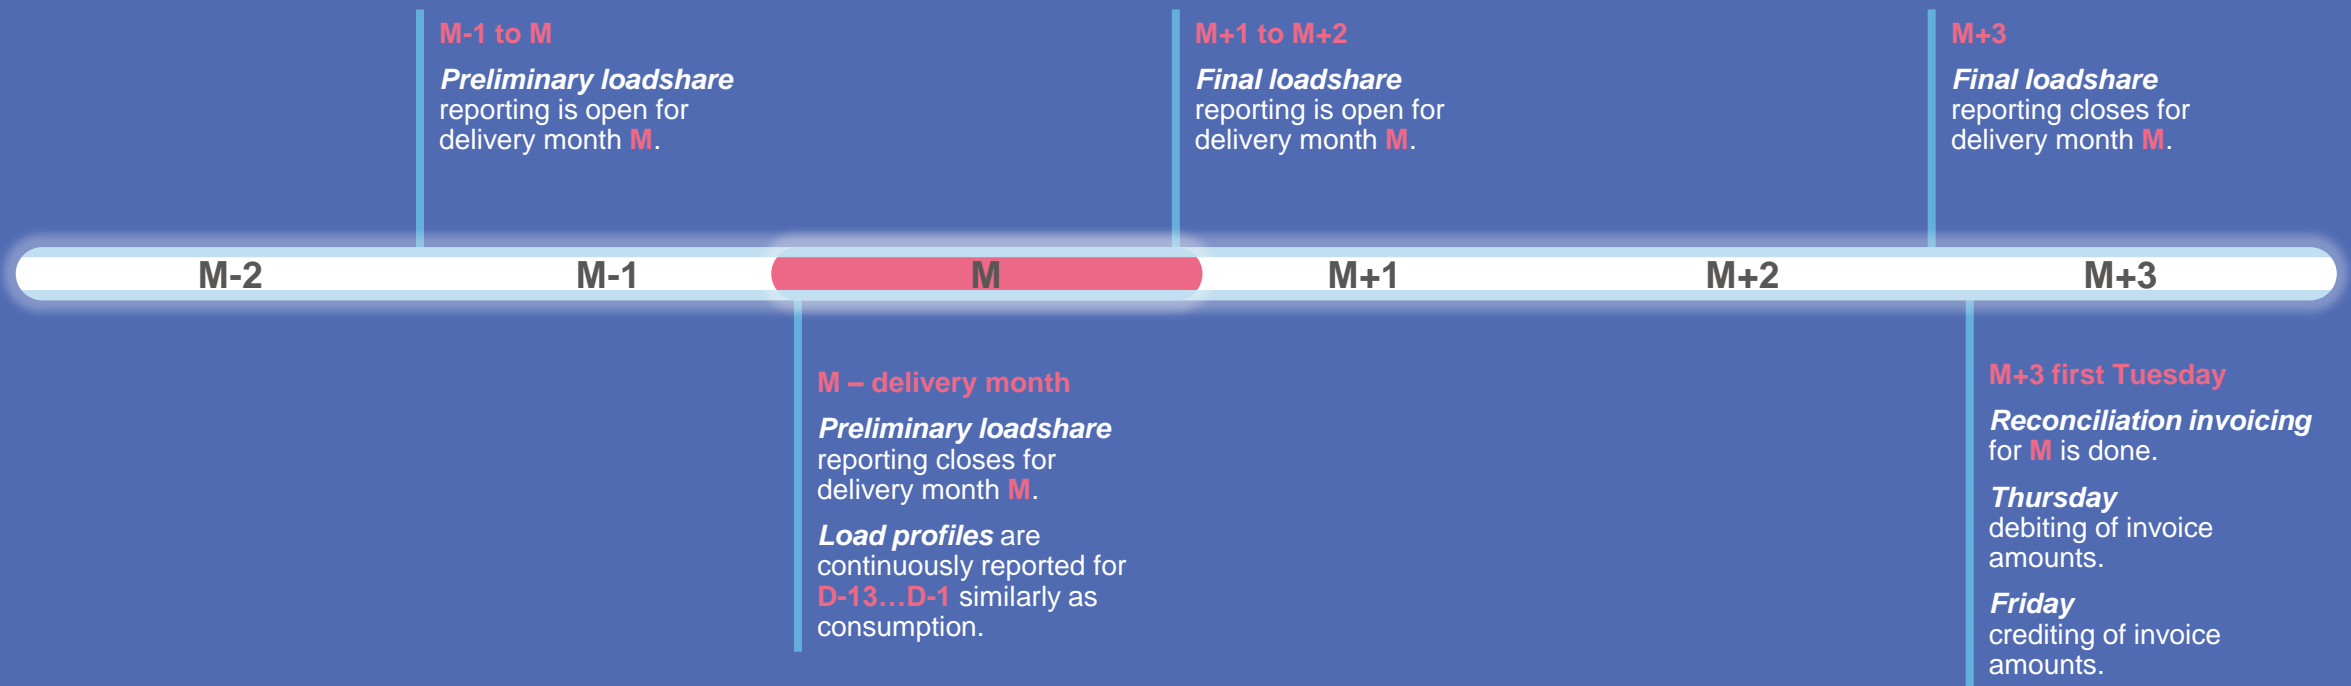 M-1 to M
Preliminary loadshare
reporting is open for
delivery month M.
M+1 to M+2
Final loadshare
reporting is open for
delivery month M.
M+3
Final loadshare
reporting closes for
delivery month M.
M-2
M-1
M
M+1
M+2
M+3
M – delivery month
Preliminary loadshare
reporting closes for
delivery month M.
Load profiles are
continuously reported for
D-13…D-1 similarly as
consumption.
M+3 first Tuesday
Reconciliation invoicing
for M is done.
Thursday
debiting of invoice
amounts.
Friday
crediting of invoice
amounts.